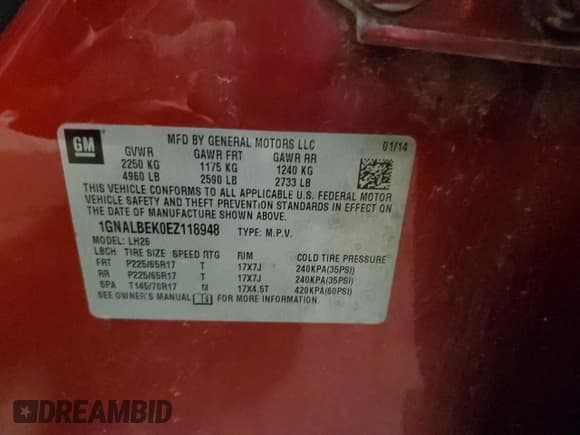 GM
MFD BY GENERAL MOTORS LLC 01/14
GVWR GAWR FRT GAWR RR
2250 KG 1175 KG 1240 KG
4960 LB 2590 LB 2733 LB
THIS VEHICLE CONFORMS TO ALL APPLICABLE U.S. FEDERAL MOTOR
VEHICLE SAFETY AND THEFT PREVENTION STANDARDS IN EFFECT ON
THE DATE OF MANUFACTURE SHOWN ABOVE.
1GNALBEK0EZ118948 TYPE: M.P.V.
MODEL: LH26
LBCH TIRE SIZE SPEED RTG RIM COLD TIRE PRESSURE
FRT P225/65R17 T 17X7J 240KPA(35PSI)
RR P225/65R17 T 17X7J 240KPA(35PSI)
SPA T145/70R17 M 17X4.5T 420KPA(60PSI)
SEE OWNER'S MANUAL FOR MORE INFORMATION.
DREAMBID